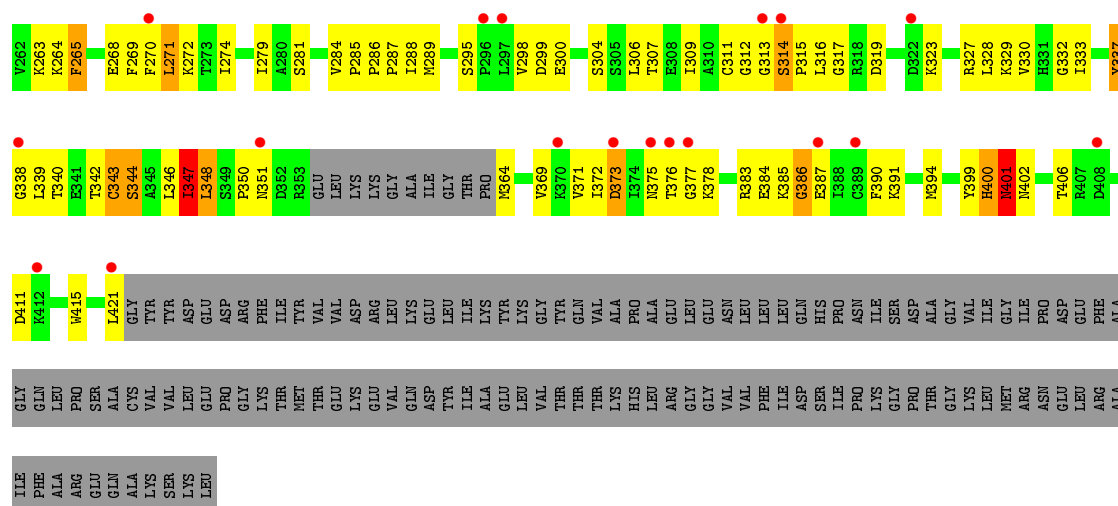 V262 K263 K264 F265 E268 F269 F270 L271 K272 T273 I274 I279 A280 S281 V284 P285 P286 P287 I288 M289 S295 P296 L297 V298 D299 E300 S304 S305 L306 T307 E308 I309 A310 C311 G312 G313 S314 P315 L316 G317 R318 D319 D322 K323 R327 L328 K329 V330 H331 G332 I333 Y337
G338 L339 T340 E341 T342 C343 S344 A345 L346 I347 L348 S349 P350 N351 D352 R353 GLU LEU LYS LYS GLY ALA ILE GLY THR PRO M364 V369 K370 V371 I372 D373 I374 N375 T376 G377 K378 R383 E384 K385 G386 E387 I388 C389 F390 K391 M394 Y399 H400 N401 N402 T406 R407 D408
D411 K412 W415 L421 GLY TYR TYR ASP GLU ASP ARG PHE ILE TYR VAL VAL ASP ARG LEU LYS GLU LEU ILE LYS TYR LYS GLY TYR GLN VAL ALA PRO ALA GLU LEU GLU ASN LEU LEU LEU GLN HIS PRO ASN ILE SER ASP ALA GLY VAL ILE GLY ILE PRO ASP GLU PHE ALA
GLY GLN LEU PRO SER ALA CYS VAL VAL LEU GLU PRO GLY LYS THR MET THR GLU LYS GLU VAL GLN ASP TYR ILE ALA GLU LEU VAL THR THR THR LYS HIS LEU ARG GLY GLY VAL VAL PHE ILE ASP SER ILE PRO LYS GLY PRO THR GLY LYS LEU MET ARG ASN GLU LEU ARG ALA
ILE PHE ALA ARG GLU GLN ALA LYS SER LYS LEU